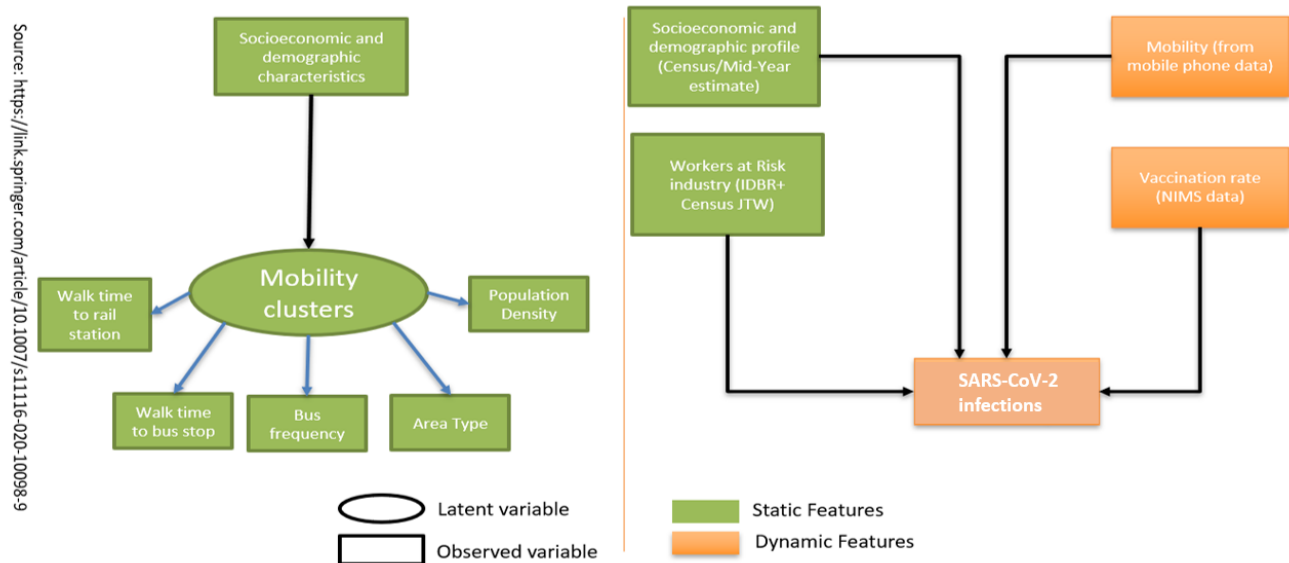 Source: https://link.springer.com/article/10.1007/s11116-020-10098-9
Socioeconomic and
demographic
characteristics
Mobility
clusters
Walk time
to rail
station
Walk time
to bus stop
Bus
frequency
Area Type
Population
Density
Latent variable
Observed variable
Socioeconomic and
demographic profile
(Census/Mid-Year
estimate)
Workers at Risk
industry (IDBR+
Census JTW)
Mobility (from
mobile phone data)
Vaccination rate
(NIMS data)
SARS-CoV-2
infections
Static Features
Dynamic Features